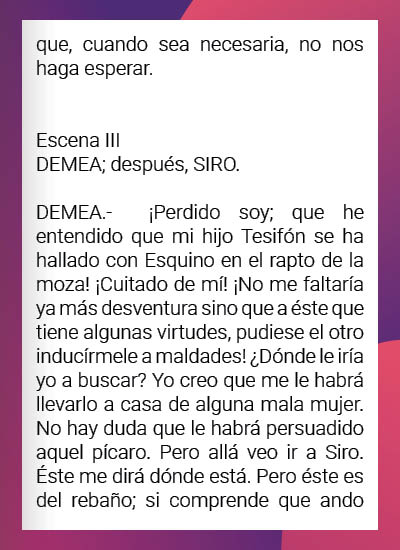 que, cuando sea necesaria, no nos
haga esperar.
Escena III
DEMEA; después, SIRO.
DEMEA.- ¡Perdido soy; que he
entendido que mi hijo Tesifón se ha
hallado con Esquino en el rapto de la
moza! ¡Cuitado de mí! ¡No me faltaría
ya más desventura sino que a éste que
tiene algunas virtudes, pudiese el otro
inducírmele a maldades! ¿Dónde le iría
yo a buscar? Yo creo que me le habrá
llevarlo a casa de alguna mala mujer.
No hay duda que le habrá persuadido
aquel pícaro. Pero allá veo ir a Siro.
Éste me dirá dónde está. Pero éste es
del rebaño; si comprende que ando